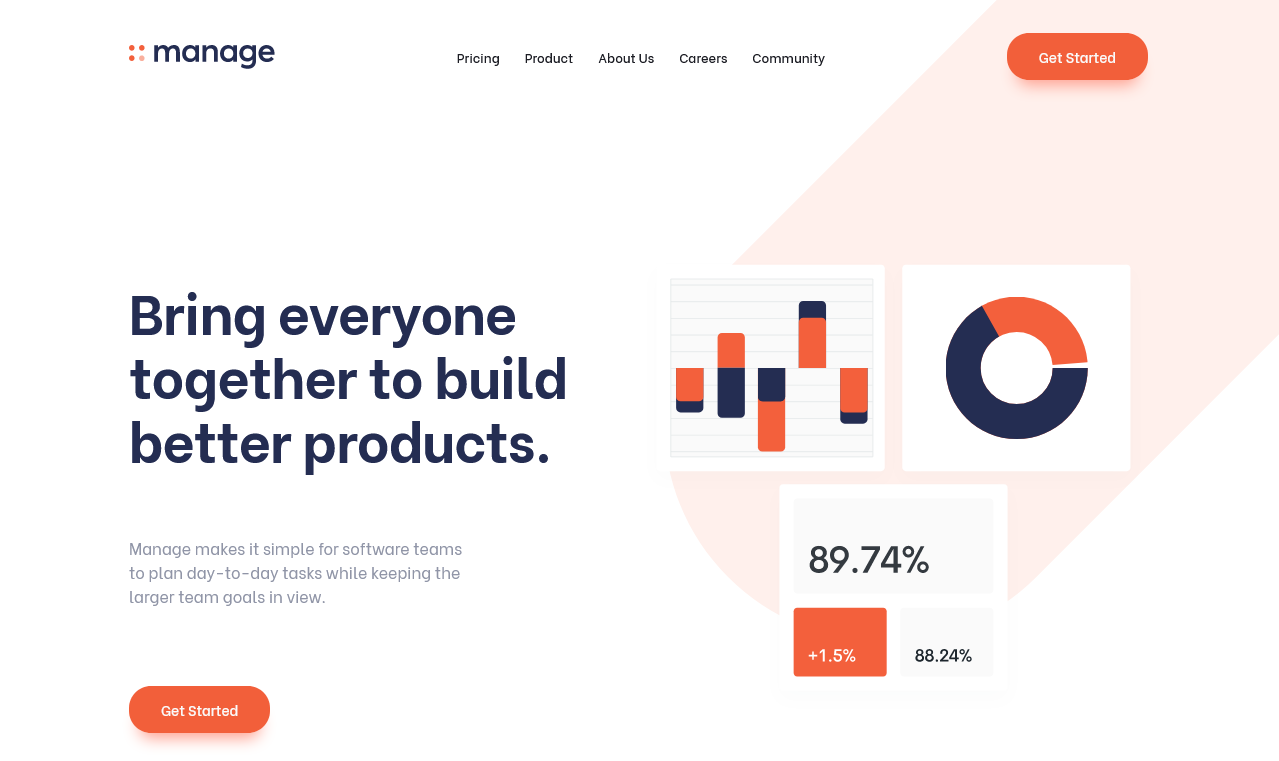 manage
Pricing Product About Us Careers Community
Get Started
Bring everyone
together to build
better products.
Manage makes it simple for software teams
to plan day-to-day tasks while keeping the
larger team goals in view.
Get Started
89.74%
+1.5% 88.24%